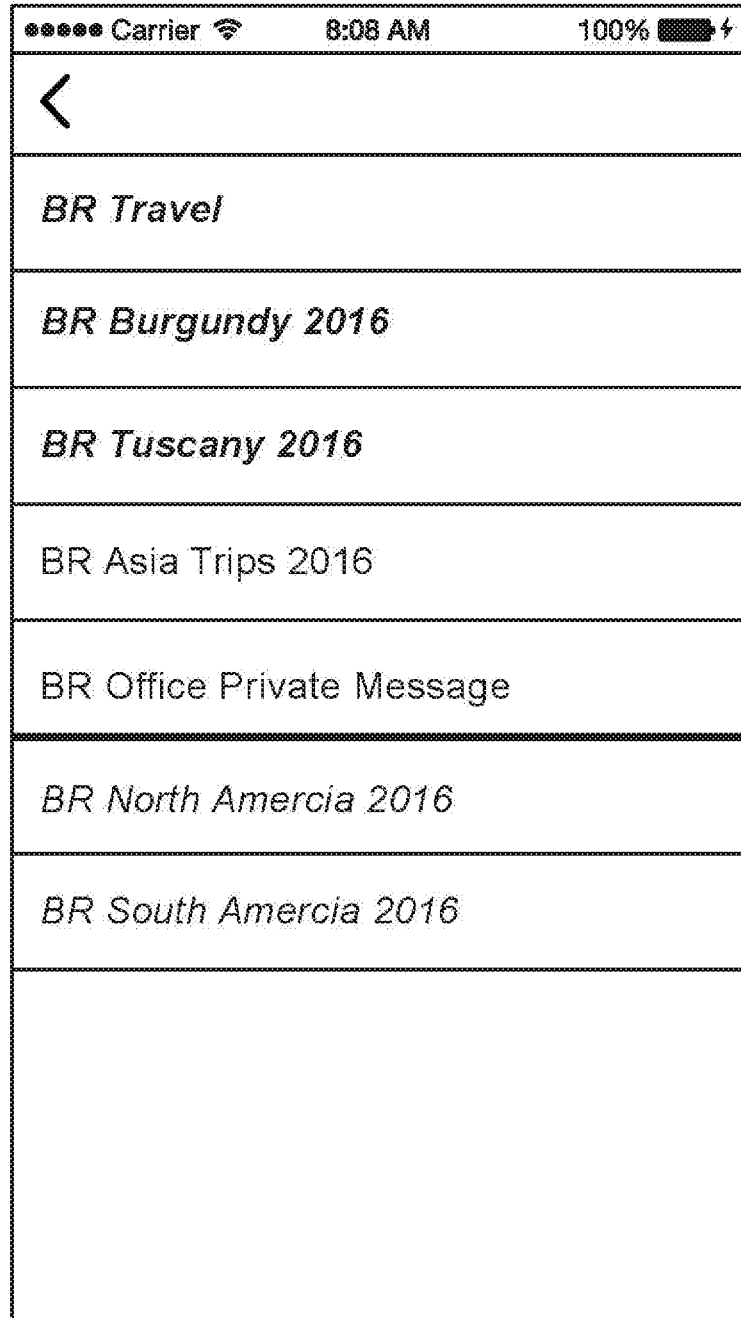 Carrier 8:08 AM 100%
BR Travel
BR Burgundy 2016
BR Tuscany 2016
BR Asia Trips 2016
BR Office Private Message
BR North Amercia 2016
BR South Amercia 2016